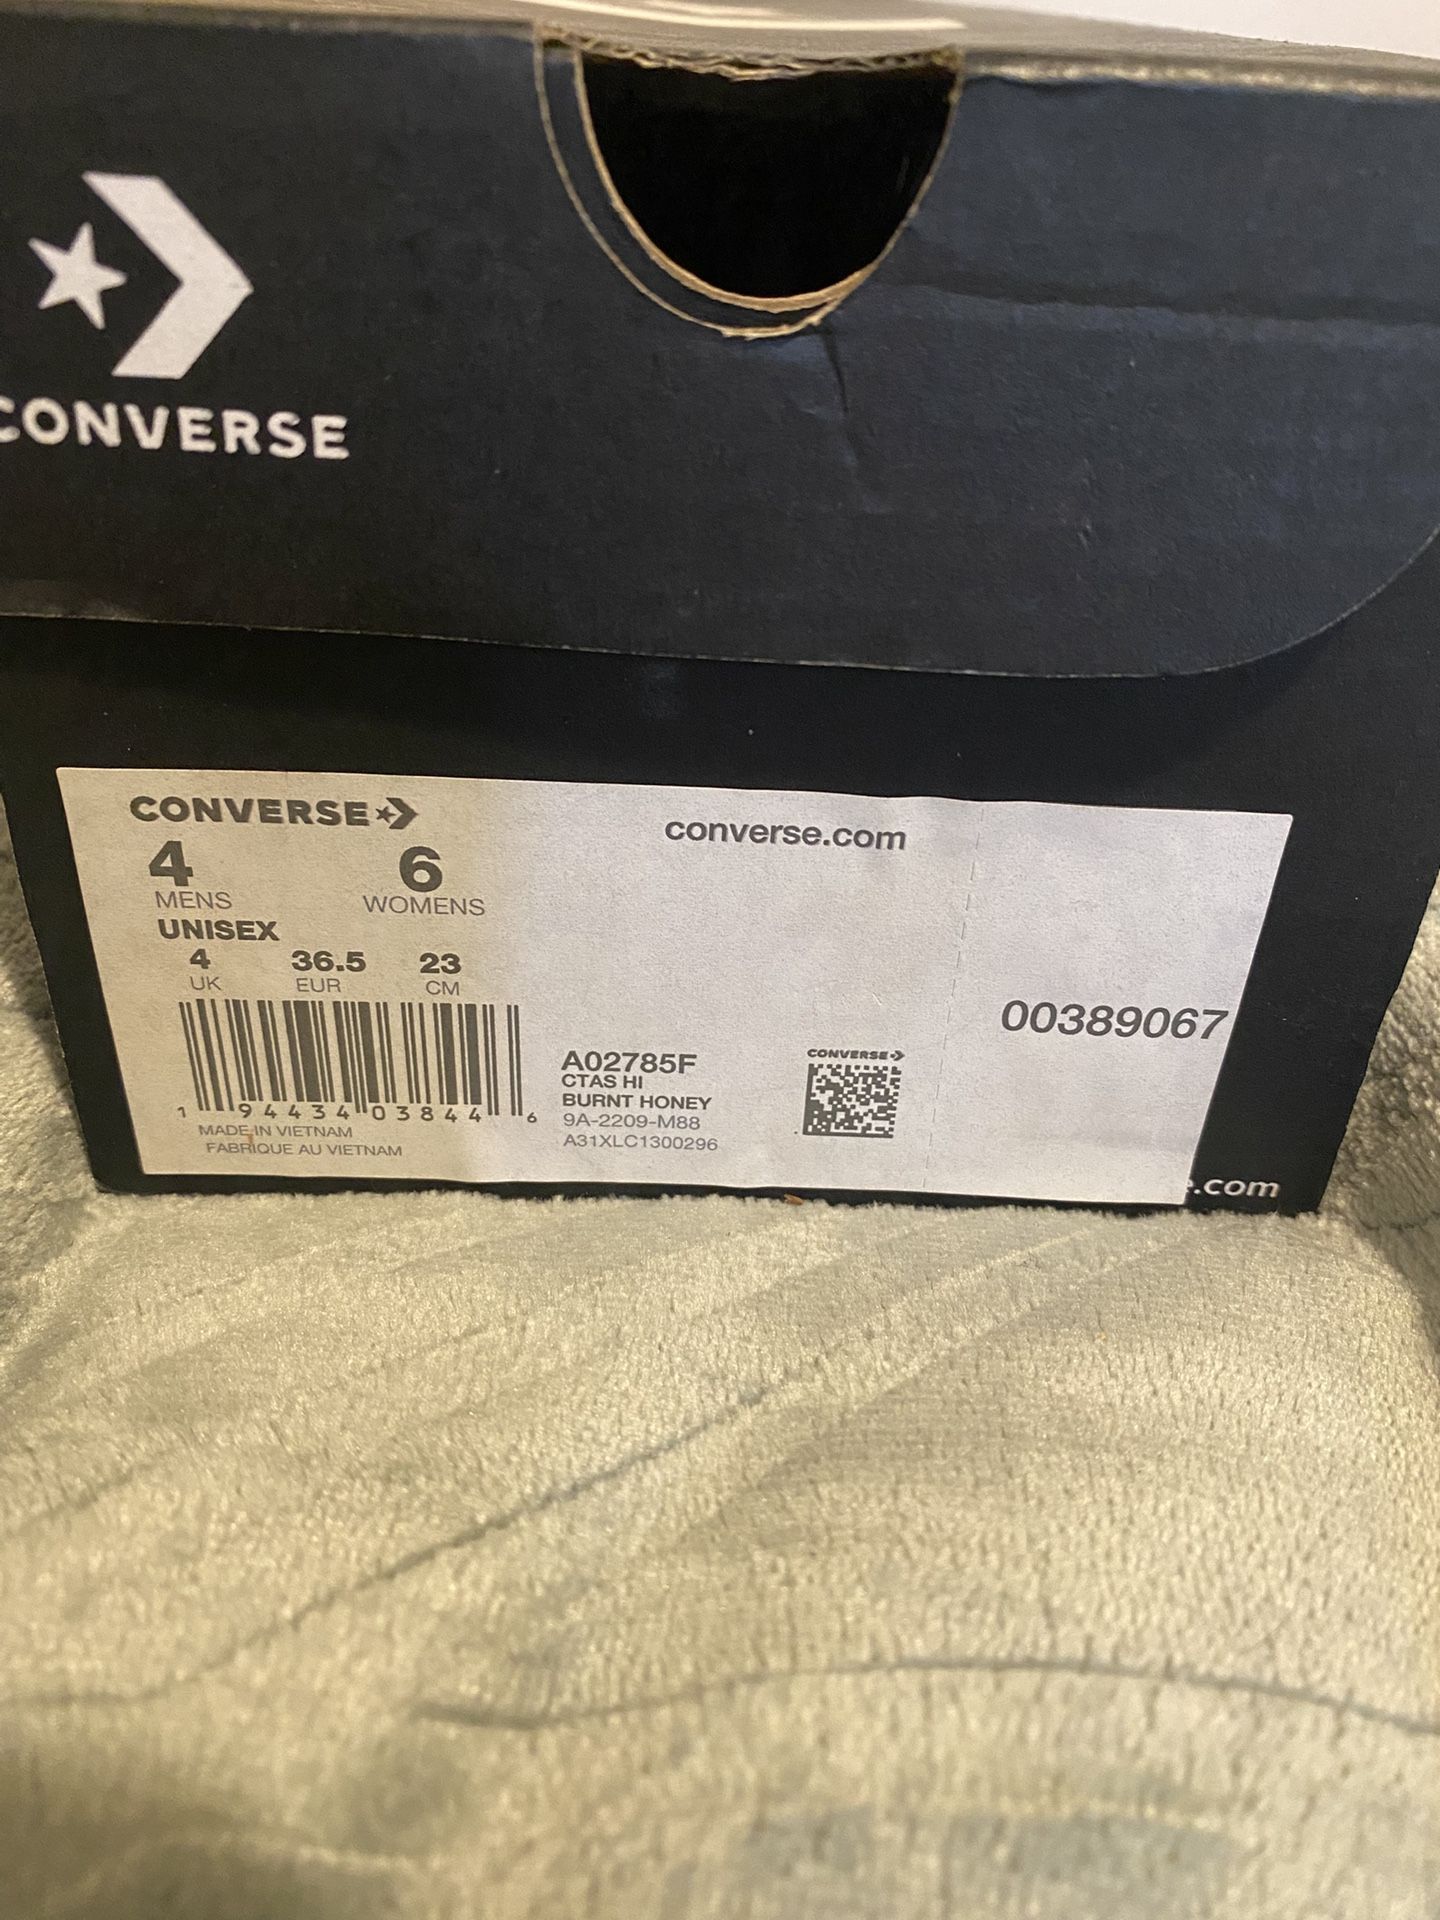 CONVERSE
CONVERSE
converse.com
4 6
MENS WOMENS
UNISEX
4 36.5 23
UK EUR CM
1 94434 03844 6
MADE IN VIETNAM
FABRIQUE AU VIETNAM
A02785F
CTAS HI
BURNT HONEY
9A-2209-M88
A31XLC1300296
CONVERSE
00389067
.com